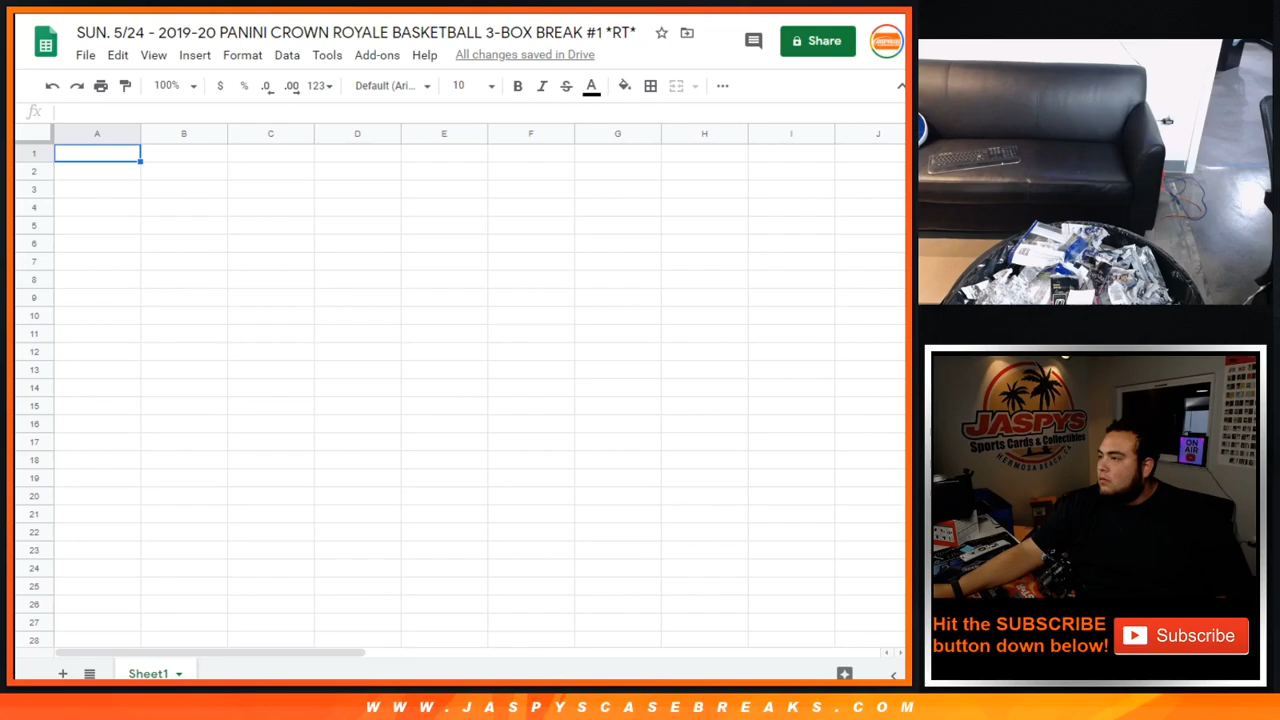 SUN. 5/24 - 2019-20 PANINI CROWN ROYALE BASKETBALL 3-BOX BREAK #1 *RT*
File Edit View Insert Format Data Tools Add-ons Help All changes saved in Drive
Share
100% $ % .0 .00 123 Default (Ari... 10 B I S A
fx
A B C D E F G H I J
1
2
3
4
5
6
7
8
9
10
11
12
13
14
15
16
17
18
19
20
21
22
23
24
25
26
27
28
Sheet1
JASPYS
Sports Cards & Collectibles
HERMOSA BEACH, CA
ON
AIR
Hit the SUBSCRIBE
button down below!
Subscribe
WWW.JASPYSCASEBREAKS.COM